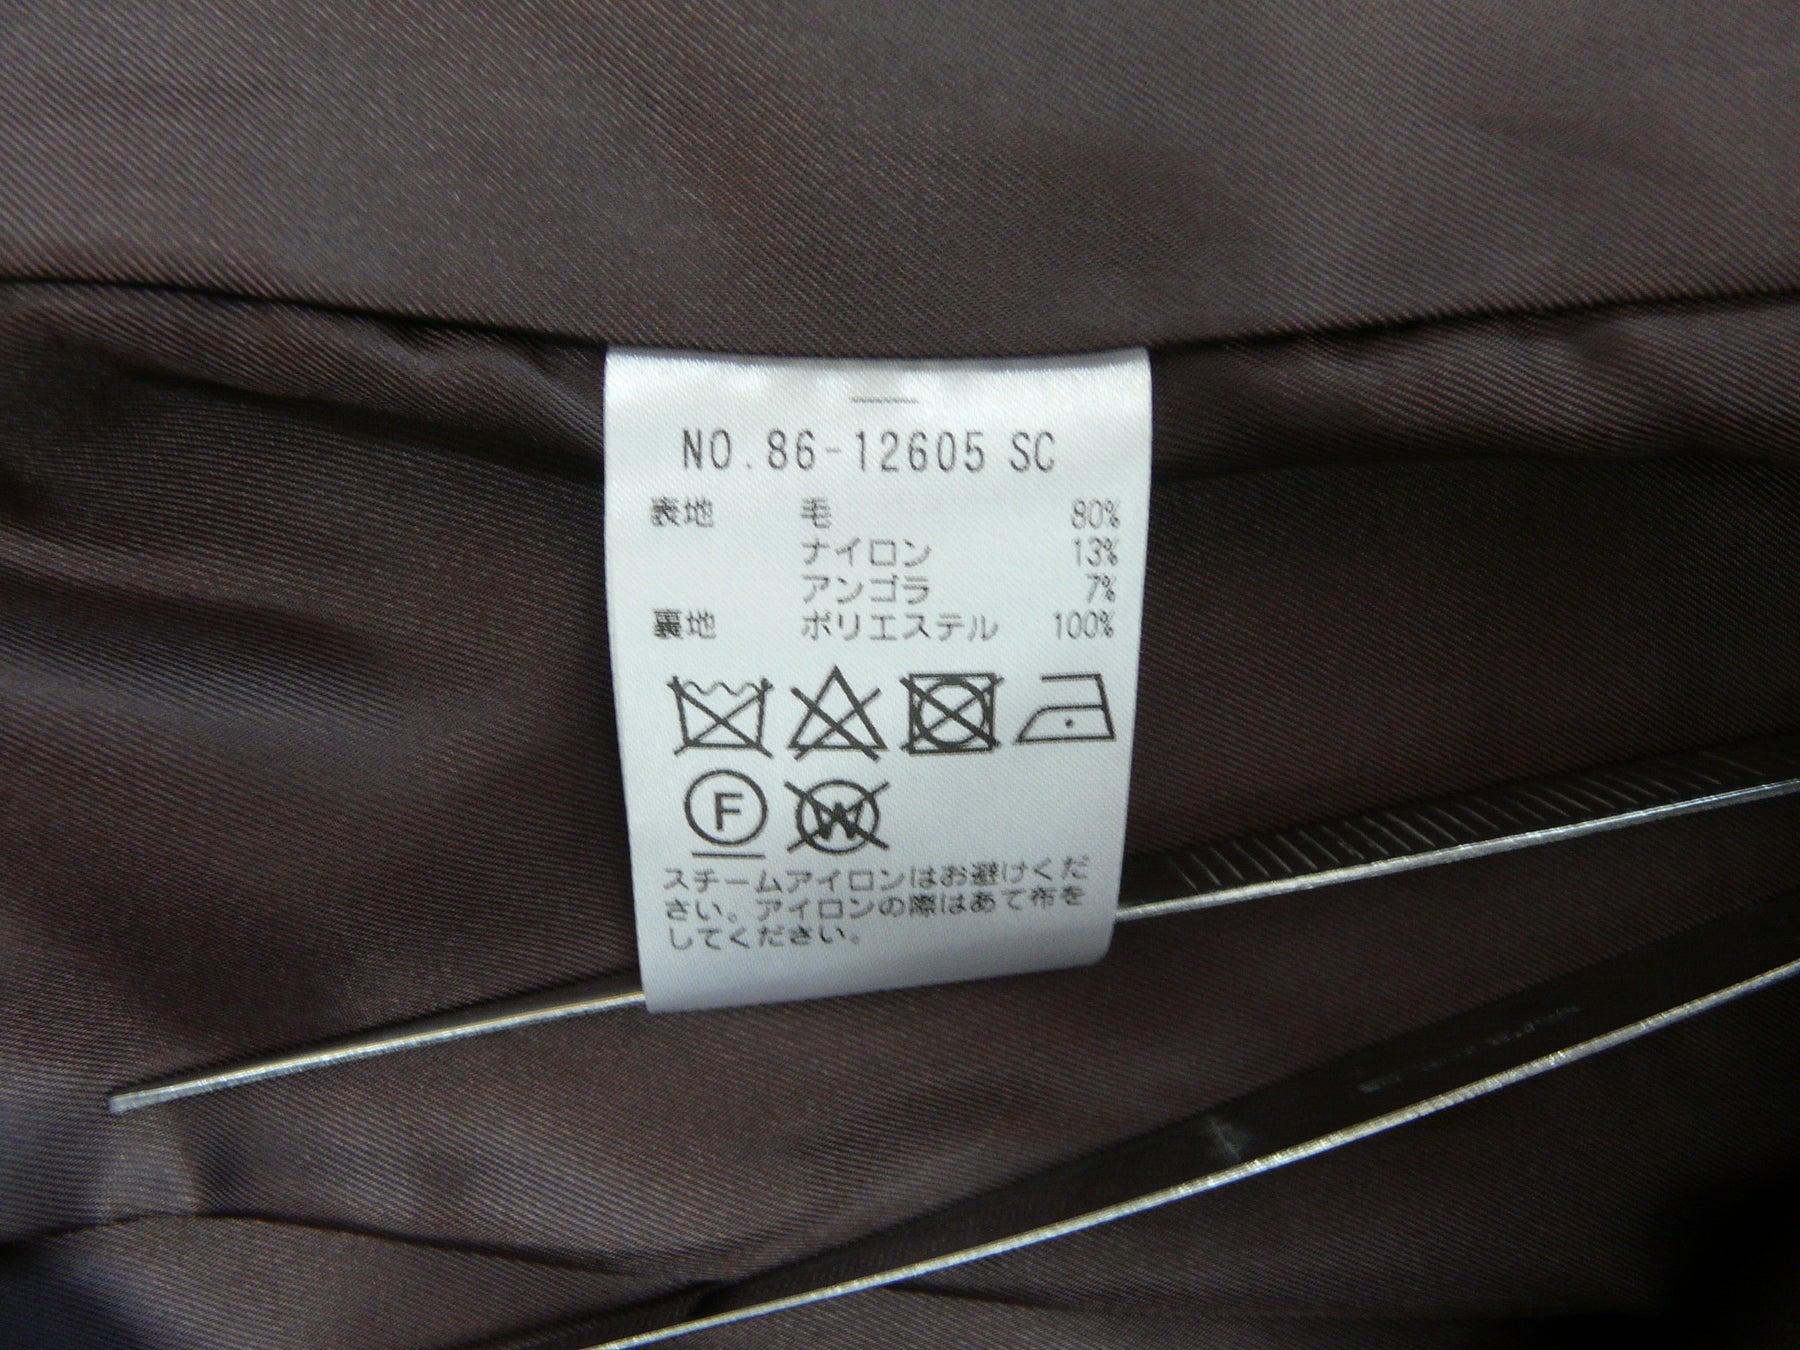 NO.86-12605 SC
表地 毛 80%
ナイロン 13%
アンゴラ 7%
裏地 ポリエステル 100%
F W
スチームアイロンはお避けくだ
さい。アイロンの際はあて布を
してください。